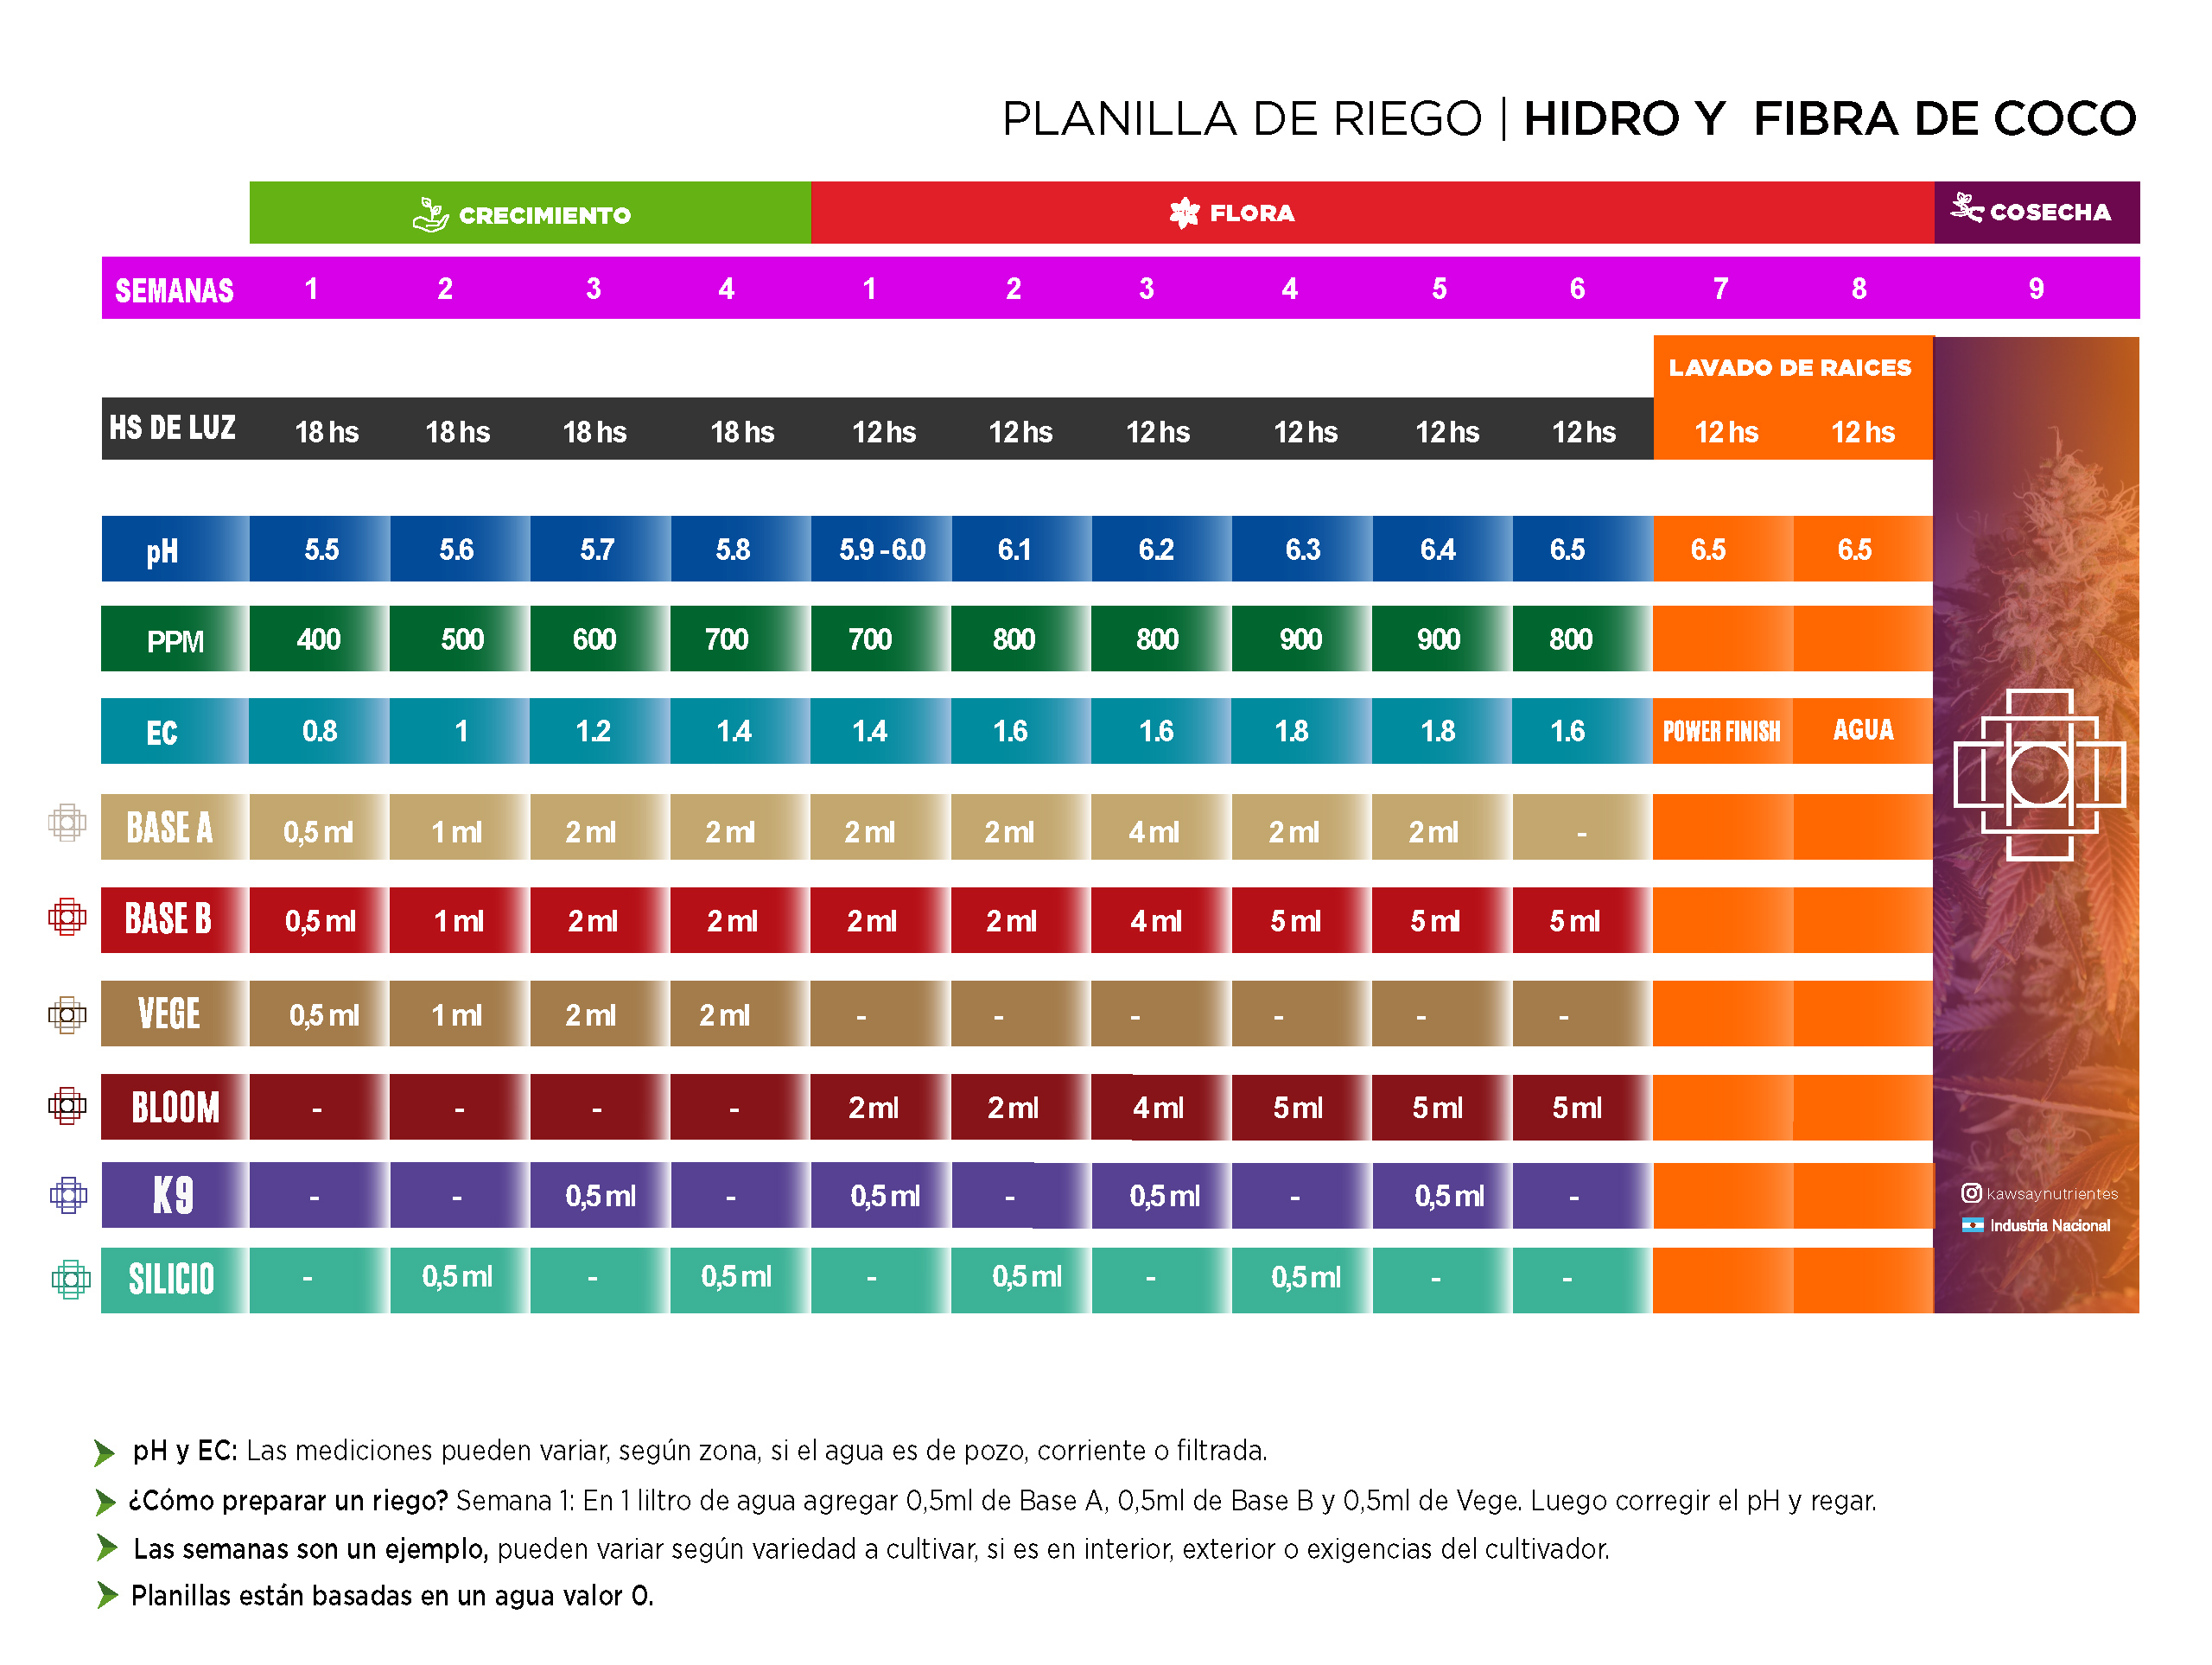 PLANILLA DE RIEGO | HIDRO Y FIBRA DE COCO
CRECIMIENTO FLORA COSECHA
SEMANAS 1 2 3 4 1 2 3 4 5 6 7 8 9
LAVADO DE RAICES
HS DE LUZ 18 hs 18 hs 18 hs 18 hs 12 hs 12 hs 12 hs 12 hs 12 hs 12 hs 12 hs 12 hs
pH 5.5 5.6 5.7 5.8 5.9 - 6.0 6.1 6.2 6.3 6.4 6.5 6.5 6.5
PPM 400 500 600 700 700 800 800 900 900 800
EC 0.8 1 1.2 1.4 1.4 1.6 1.6 1.8 1.8 1.6 POWER FINISH AGUA
BASE A 0,5 ml 1 ml 2 ml 2 ml 2 ml 2 ml 4 ml 2 ml 2 ml -
BASE B 0,5 ml 1 ml 2 ml 2 ml 2 ml 2 ml 4 ml 5 ml 5 ml 5 ml
VEGE 0,5 ml 1 ml 2 ml 2 ml - - - - - -
BLOOM - - - - 2 ml 2 ml 4 ml 5 ml 5 ml 5 ml
K9 - - 0,5 ml - 0,5 ml - 0,5 ml - 0,5 ml -
kawsaynutrientes
Industria Nacional
SILICIO - 0,5 ml - 0,5 ml - 0,5 ml - 0,5 ml - -
pH y EC: Las mediciones pueden variar, según zona, si el agua es de pozo, corriente o filtrada.
¿Cómo preparar un riego? Semana 1: En 1 liltro de agua agregar 0,5ml de Base A, 0,5ml de Base B y 0,5ml de Vege. Luego corregir el pH y regar.
Las semanas son un ejemplo, pueden variar según variedad a cultivar, si es en interior, exterior o exigencias del cultivador.
Planillas están basadas en un agua valor 0.